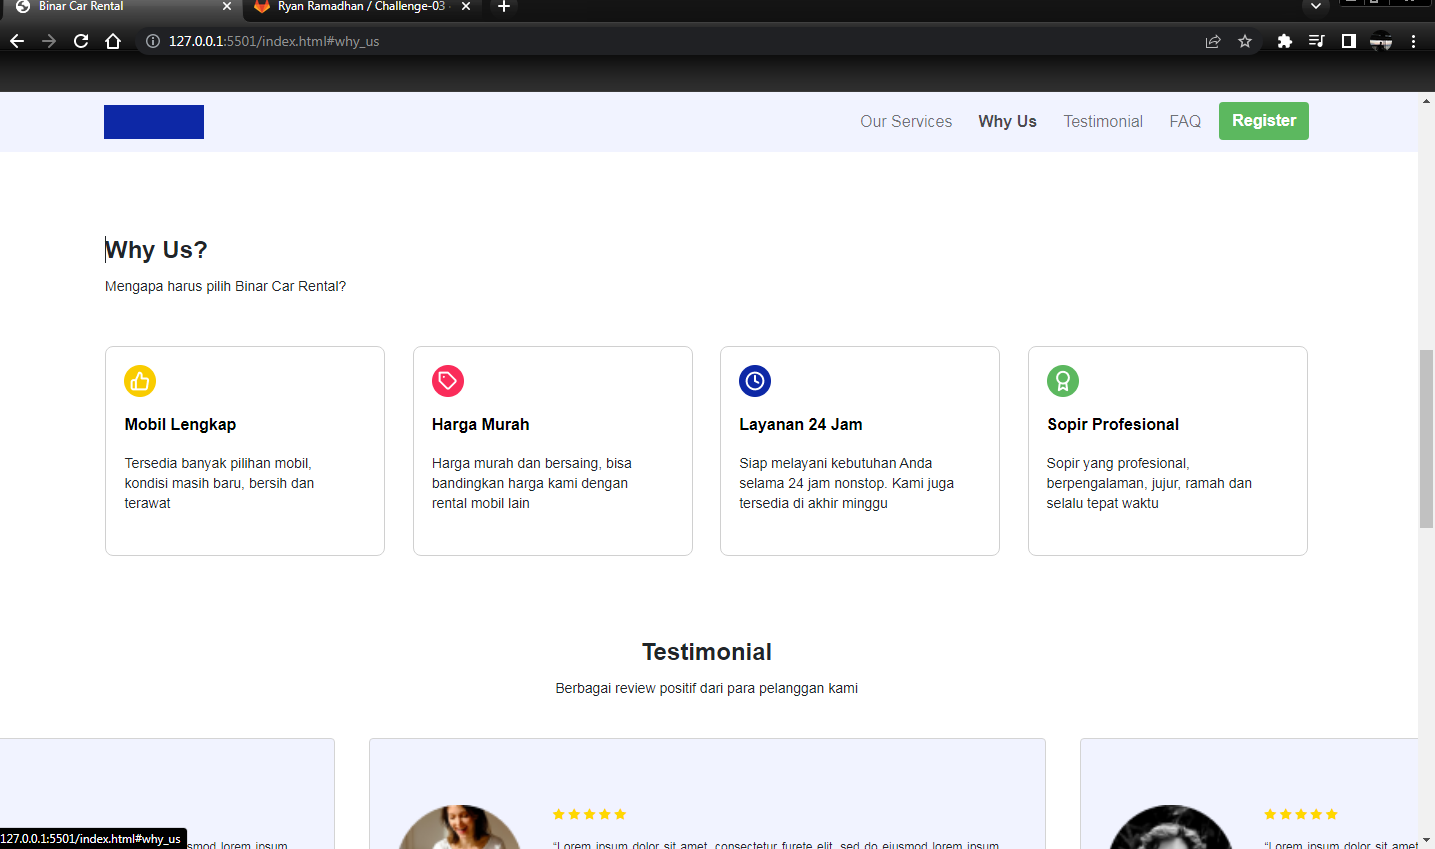 Binar Car Rental
Ryan Ramadhan / Challenge-03
127.0.0.1:5501/index.html#why_us
Our Services
Why Us
Testimonial
FAQ
Register
Why Us?
Mengapa harus pilih Binar Car Rental?
Mobil Lengkap
Tersedia banyak pilihan mobil,
kondisi masih baru, bersih dan
terawat
Harga Murah
Harga murah dan bersaing, bisa
bandingkan harga kami dengan
rental mobil lain
Layanan 24 Jam
Siap melayani kebutuhan Anda
selama 24 jam nonstop. Kami juga
tersedia di akhir minggu
Sopir Profesional
Sopir yang profesional,
berpengalaman, jujur, ramah dan
selalu tepat waktu
Testimonial
Berbagai review positif dari para pelanggan kami
127.0.0.1:5501/index.html#why_us
smod lorem ipsum
“Lorem ipsum dolor sit amet, consectetur furete elit, sed do eiusmod lorem ipsum
“Lorem ipsum dolor sit amet